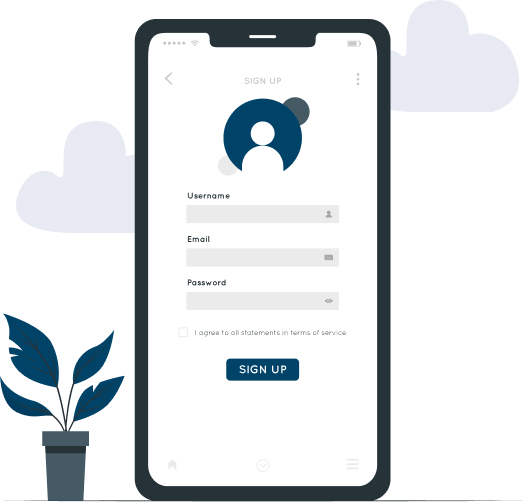 SIGN UP
Username
Email
Password
I agree to all statements in terms of service
SIGN UP